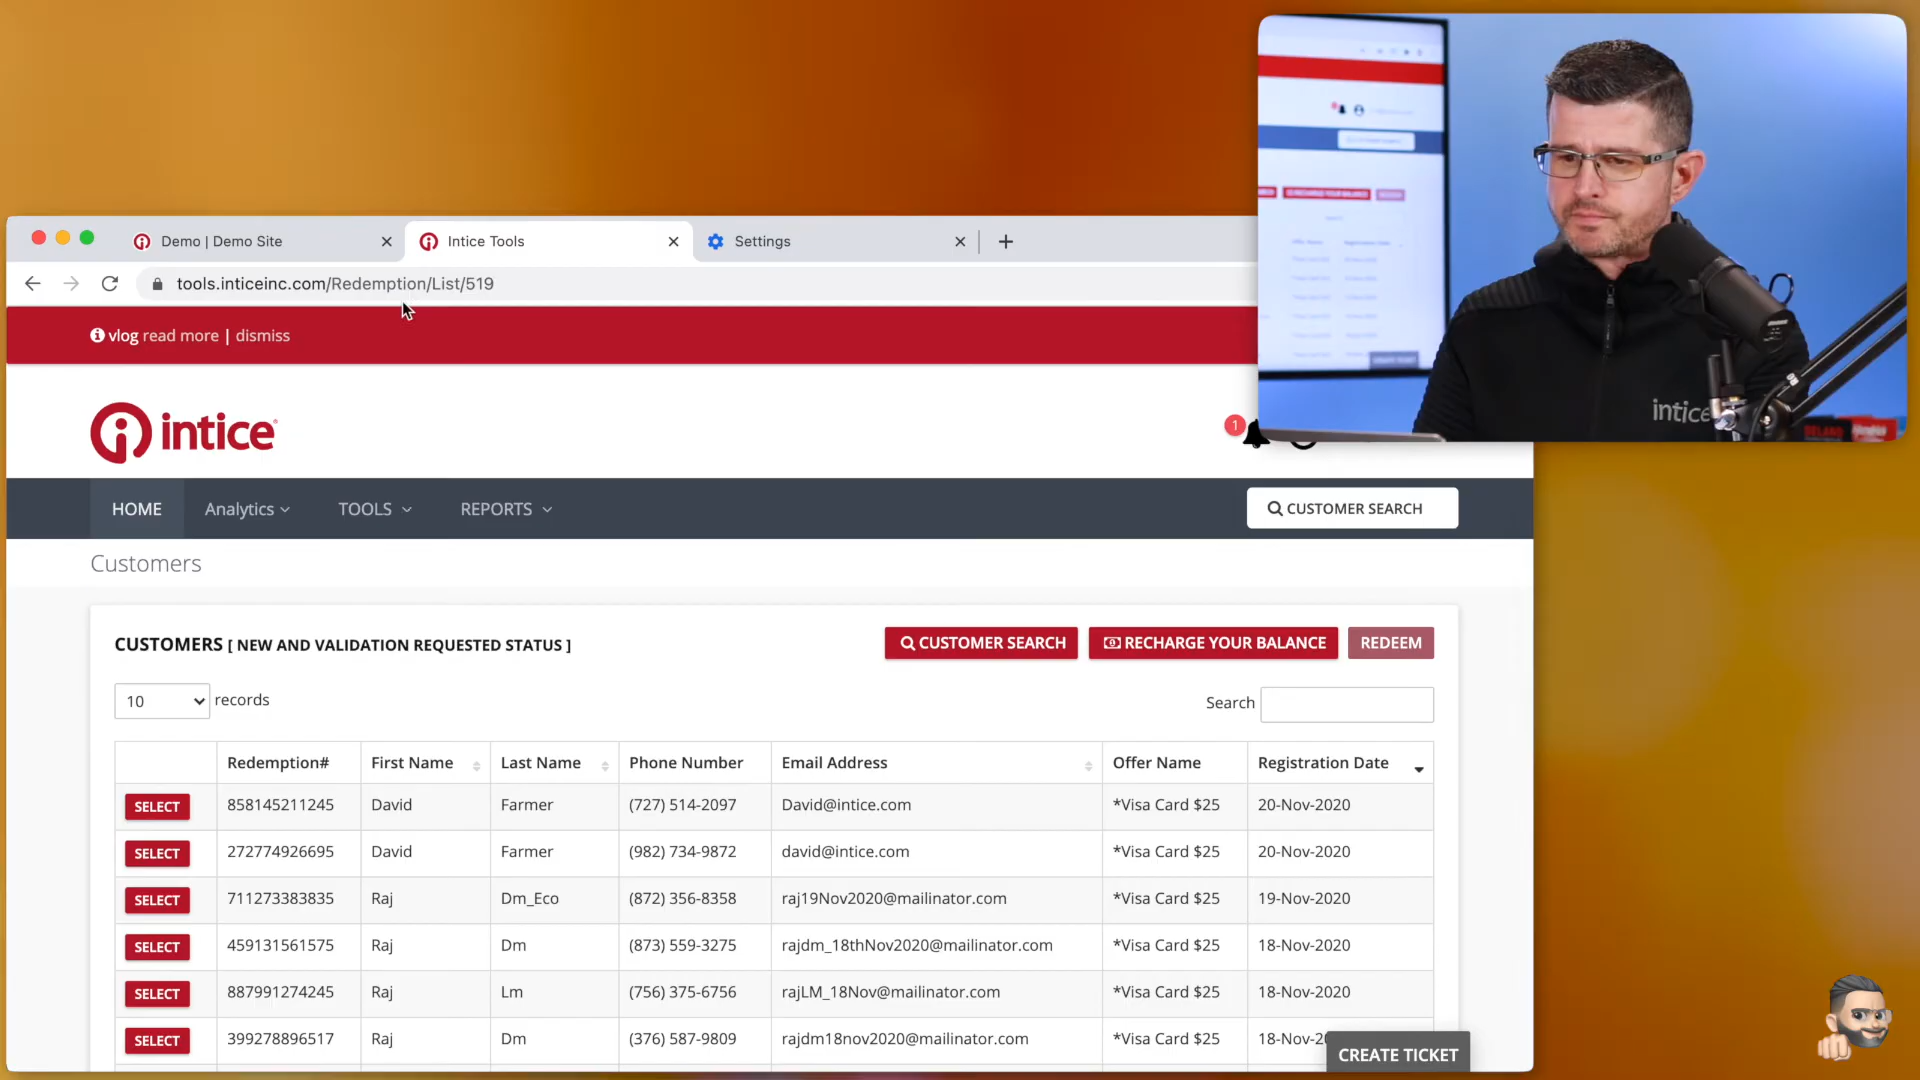 Demo | Demo Site
Intice Tools
Settings
tools.inticeinc.com/Redemption/List/519
vlog read more | dismiss
intice
1
HOME Analytics TOOLS REPORTS CUSTOMER SEARCH
Customers
CUSTOMERS [ NEW AND VALIDATION REQUESTED STATUS ] CUSTOMER SEARCH RECHARGE YOUR BALANCE REDEEM
10 records Search
Redemption# First Name Last Name Phone Number Email Address Offer Name Registration Date
SELECT 858145211245 David Farmer (727) 514-2097 David@intice.com *Visa Card $25 20-Nov-2020
SELECT 272774926695 David Farmer (982) 734-9872 david@intice.com *Visa Card $25 20-Nov-2020
SELECT 711273383835 Raj Dm_Eco (872) 356-8358 raj19Nov2020@mailinator.com *Visa Card $25 19-Nov-2020
SELECT 459131561575 Raj Dm (873) 559-3275 rajdm_18thNov2020@mailinator.com *Visa Card $25 18-Nov-2020
SELECT 887991274245 Raj Lm (756) 375-6756 rajLM_18Nov@mailinator.com *Visa Card $25 18-Nov-2020
SELECT 399278896517 Raj Dm (376) 587-9809 rajdm18nov2020@mailinator.com *Visa Card $25 18-Nov-2
CREATE TICKET
intice